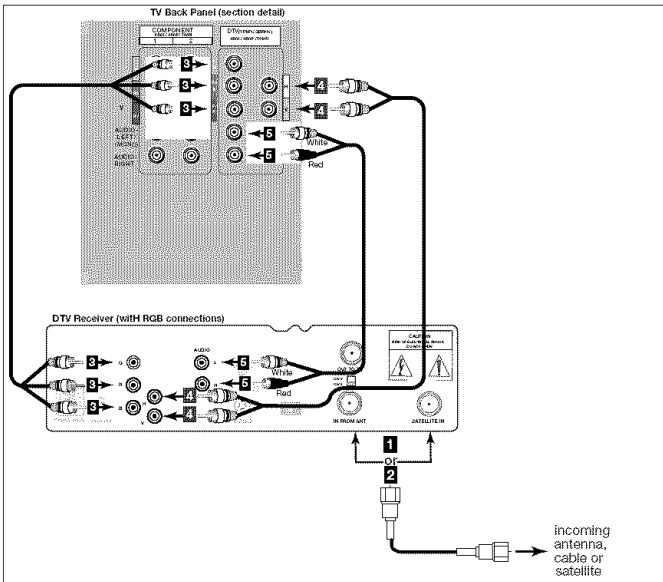 TV Back Panel (section detail)
COMPONENT
1 2
3
3
V 3
4
4
AUDIO-
LEFT/
(MONO)
5
White
AUDIO-
RIGHT
5
Red
DTV Receiver (witH RGB connections)
CAUTION
AUDIO
3 G
L 5
White
3 R
R 5
Red
3 B
H 4
V 4
IN FROM ANT
SATELLITE IN
1
or
2
incoming
antenna,
cable or
satellite